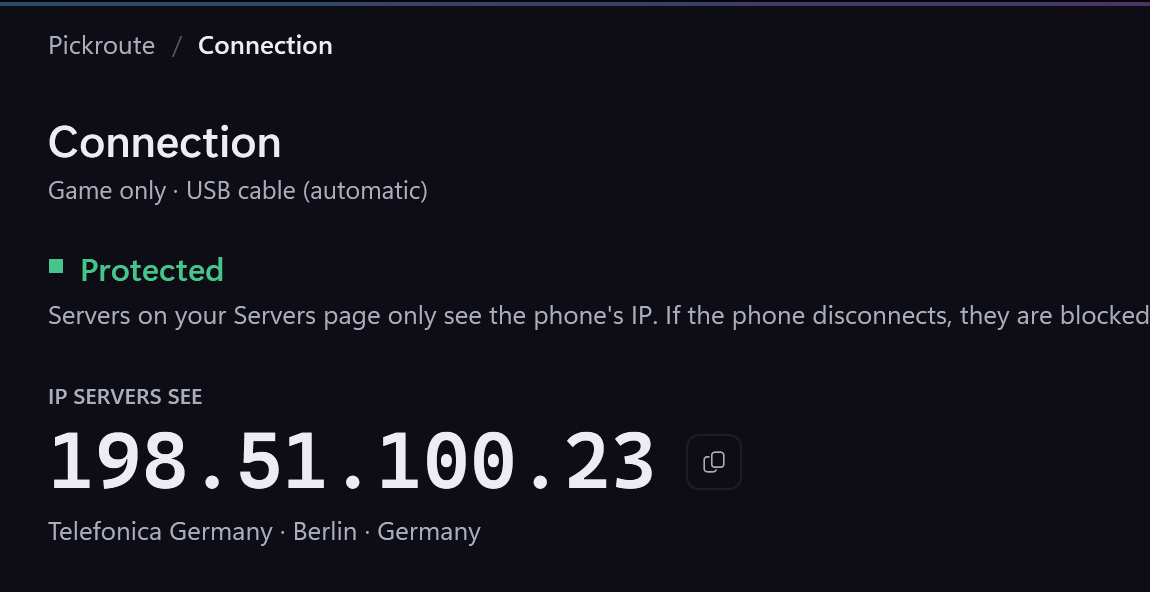 Pickroute / Connection
Connection
Game only · USB cable (automatic)
Protected
Servers on your Servers page only see the phone's IP. If the phone disconnects, they are blocked
IP SERVERS SEE
198.51.100.23
Telefonica Germany · Berlin · Germany